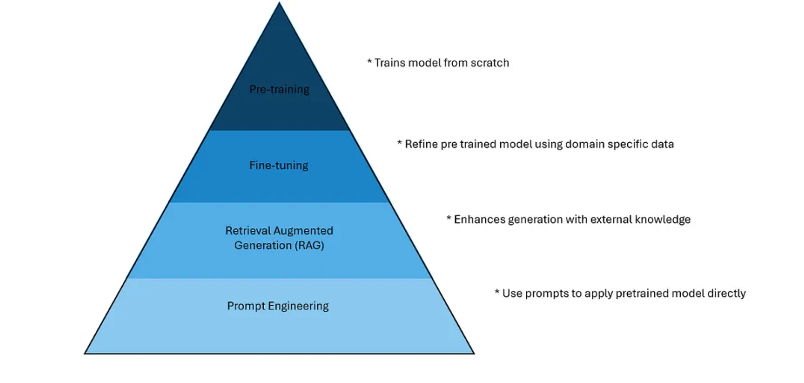 * Trains model from scratch
Pre-training
* Refine pre trained model using domain specific data
Fine-tuning
* Enhances generation with external knowledge
Retrieval Augmented
Generation (RAG)
* Use prompts to apply pretrained model directly
Prompt Engineering